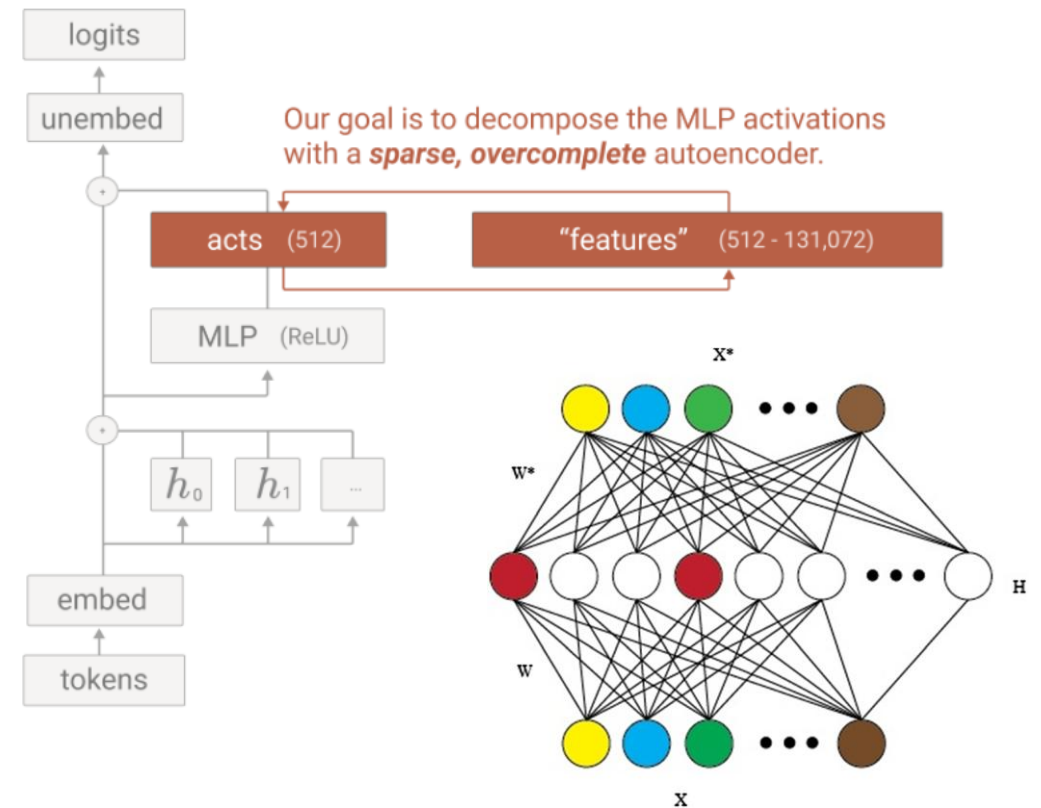 logits
unembed
Our goal is to decompose the MLP activations
with a sparse, overcomplete autoencoder.
+
acts (512)
“features” (512 - 131,072)
MLP (ReLU)
+
h0 h1 ...
embed
tokens
X*
W*
H
W
X